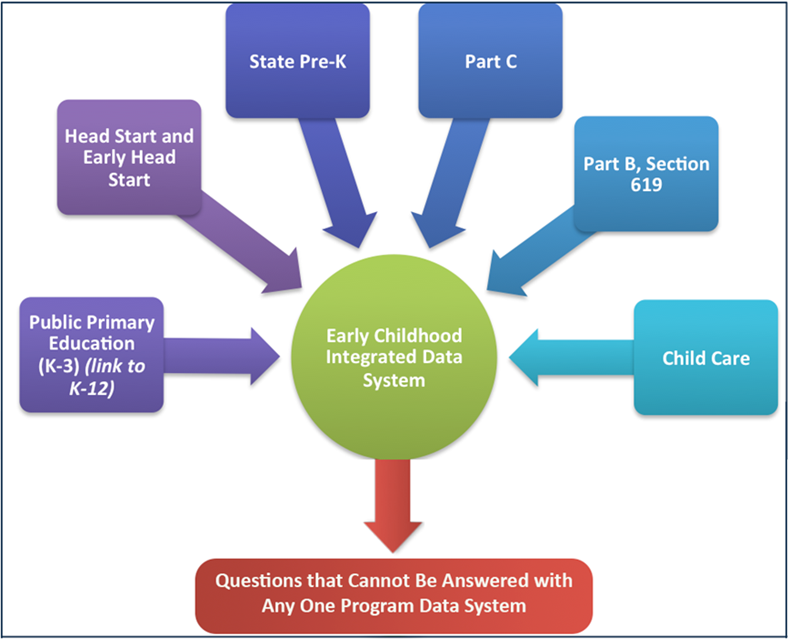 State Pre-K
Part C
Head Start and
Early Head
Start
Part B, Section
619
Public Primary
Education
(K-3) (link to
K-12)
Early Childhood
Integrated Data
System
Child Care
Questions that Cannot Be Answered with
Any One Program Data System